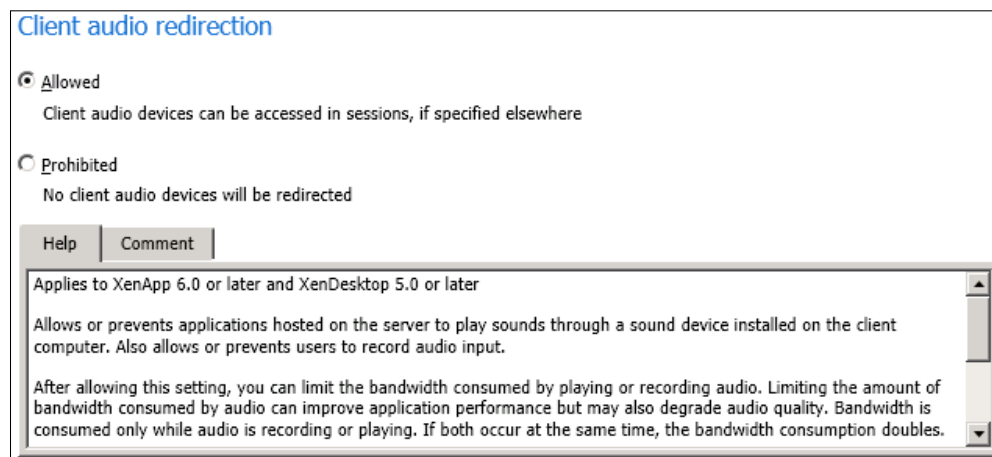 Client audio redirection
Allowed
Client audio devices can be accessed in sessions, if specified elsewhere
Prohibited
No client audio devices will be redirected
Help Comment
Applies to XenApp 6.0 or later and XenDesktop 5.0 or later
Allows or prevents applications hosted on the server to play sounds through a sound device installed on the client
computer. Also allows or prevents users to record audio input.
After allowing this setting, you can limit the bandwidth consumed by playing or recording audio. Limiting the amount of
bandwidth consumed by audio can improve application performance but may also degrade audio quality. Bandwidth is
consumed only while audio is recording or playing. If both occur at the same time, the bandwidth consumption doubles.